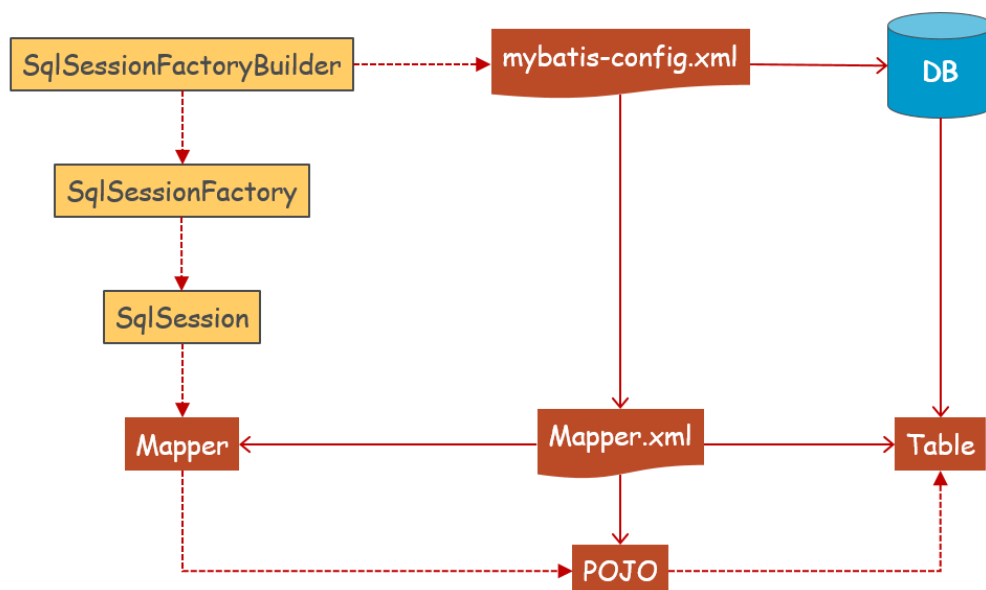 SqlSessionFactoryBuilder
mybatis-config.xml
DB
SqlSessionFactory
SqlSession
Mapper
Mapper.xml
Table
POJO